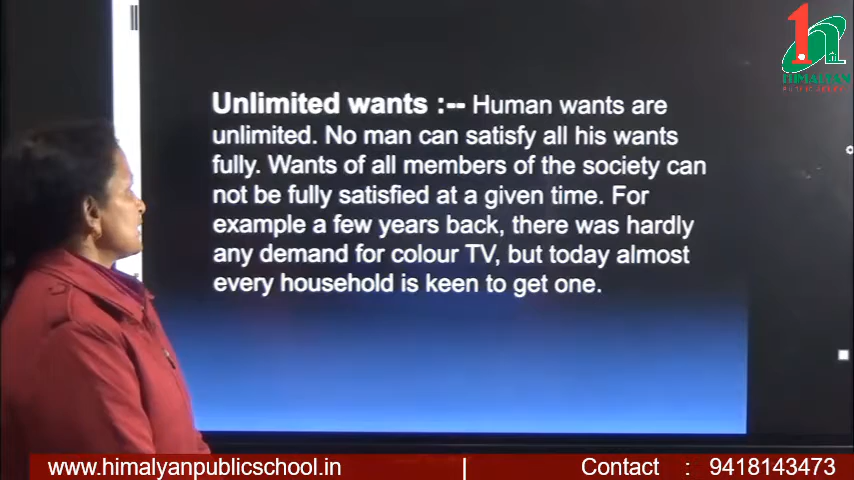 HIMALYAN
PUBLIC SCHOOL
Unlimited wants :-- Human wants are
unlimited. No man can satisfy all his wants
fully. Wants of all members of the society can
not be fully satisfied at a given time. For
example a few years back, there was hardly
any demand for colour TV, but today almost
every household is keen to get one.
www.himalyanpublicschool.in | Contact : 9418143473